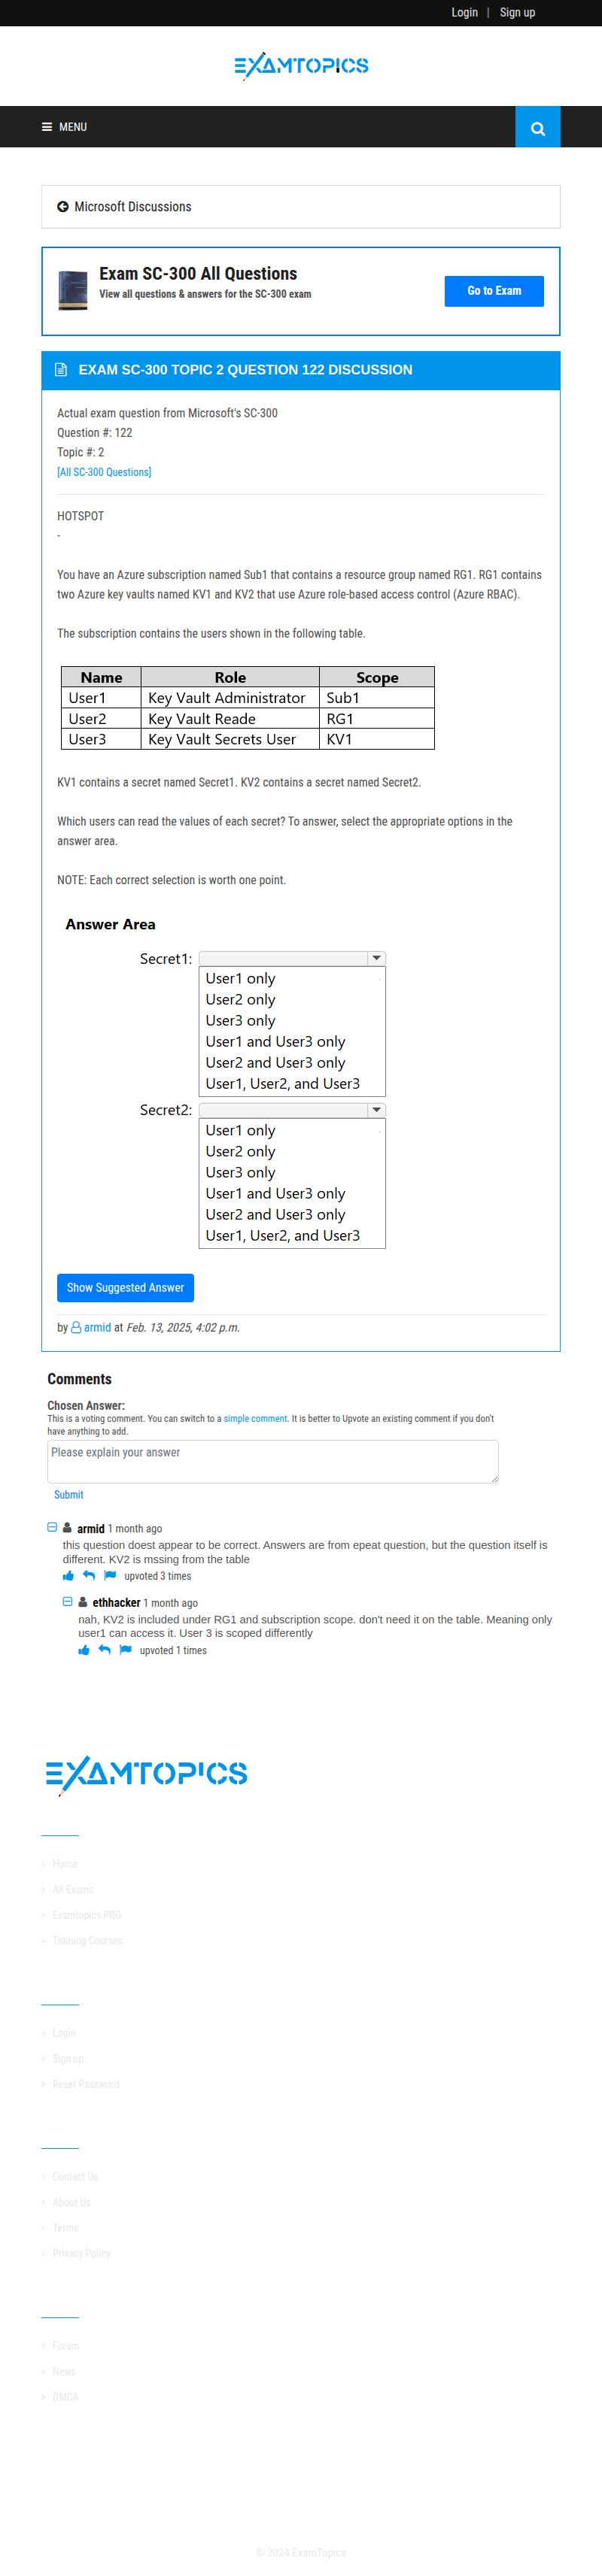 Login | Sign up
EXAMTOPICS
MENU
Microsoft Discussions
Exam SC-300 All Questions
View all questions & answers for the SC-300 exam
Go to Exam
EXAM SC-300 TOPIC 2 QUESTION 122 DISCUSSION
Actual exam question from Microsoft's SC-300
Question #: 122
Topic #: 2
[All SC-300 Questions]
HOTSPOT
-
You have an Azure subscription named Sub1 that contains a resource group named RG1. RG1 contains
two Azure key vaults named KV1 and KV2 that use Azure role-based access control (Azure RBAC).
The subscription contains the users shown in the following table.
Name Role Scope
User1 Key Vault Administrator Sub1
User2 Key Vault Reade RG1
User3 Key Vault Secrets User KV1
KV1 contains a secret named Secret1. KV2 contains a secret named Secret2.
Which users can read the values of each secret? To answer, select the appropriate options in the
answer area.
NOTE: Each correct selection is worth one point.
Answer Area
Secret1:
User1 only
User2 only
User3 only
User1 and User3 only
User2 and User3 only
User1, User2, and User3
Secret2:
User1 only
User2 only
User3 only
User1 and User3 only
User2 and User3 only
User1, User2, and User3
Show Suggested Answer
by armid at Feb. 13, 2025, 4:02 p.m.
Comments
Chosen Answer:
This is a voting comment. You can switch to a simple comment. It is better to Upvote an existing comment if you don't
have anything to add.
Please explain your answer
Submit
armid 1 month ago
this question doest appear to be correct. Answers are from epeat question, but the question itself is
different. KV2 is mssing from the table
upvoted 3 times
ethhacker 1 month ago
nah, KV2 is included under RG1 and subscription scope. don't need it on the table. Meaning only
user1 can access it. User 3 is scoped differently
upvoted 1 times
EXAMTOPICS
Home
All Exams
Examtopics PRO
Training Courses
Login
Sign up
Reset Password
Contact Us
About Us
Terms
Privacy Policy
Forum
News
DMCA
© 2024 ExamTopics